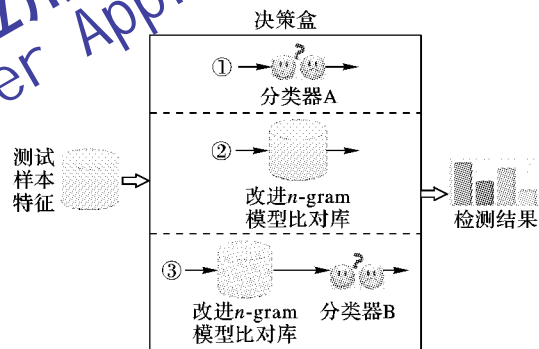 决策盒
①
?
分类器A
②
改进n-gram
模型比对库
测试
样本
特征
检测结果
③
?
改进n-gram
模型比对库
分类器B
er App